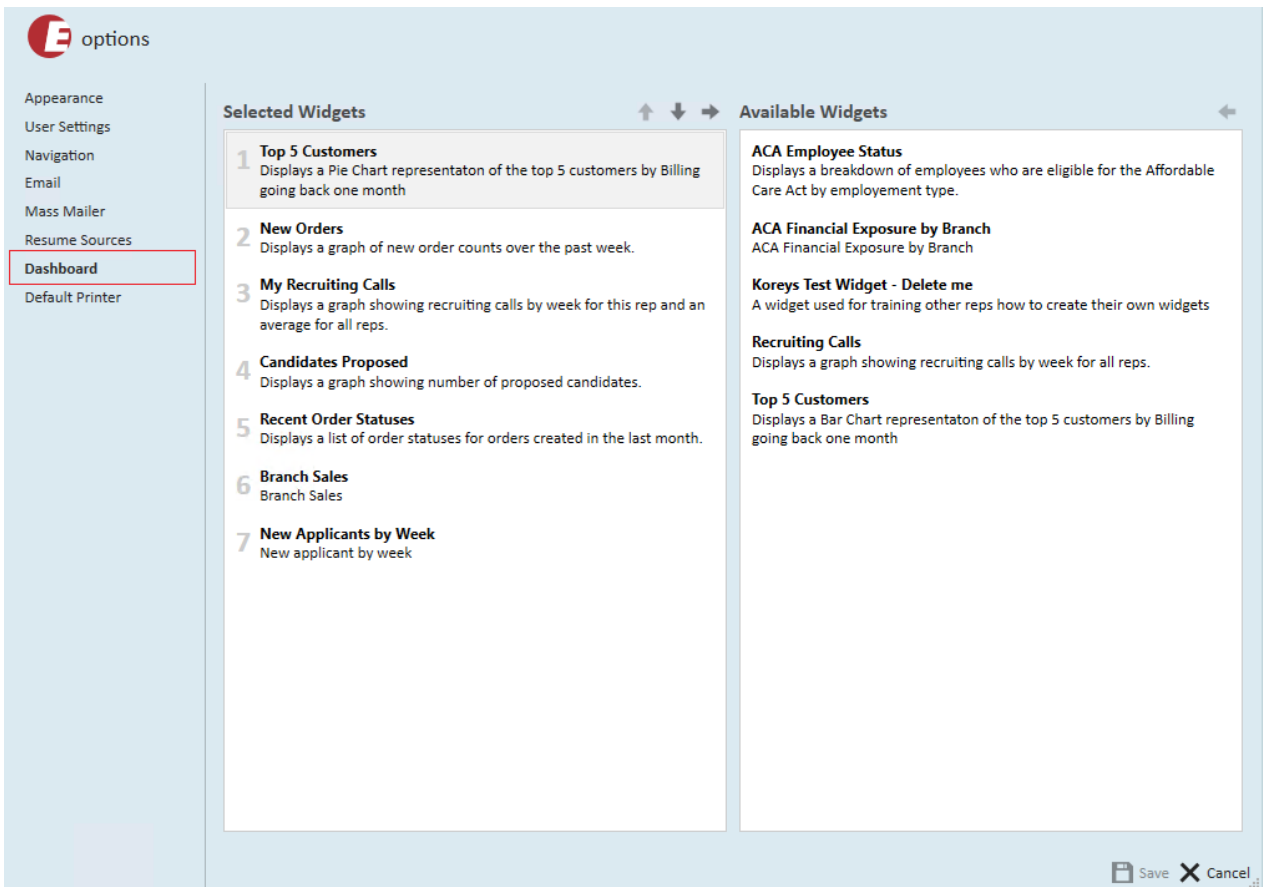 E options
Appearance
User Settings
Navigation
Email
Mass Mailer
Resume Sources
Dashboard
Default Printer
Selected Widgets
1 Top 5 Customers
Displays a Pie Chart representaton of the top 5 customers by Billing
going back one month
2 New Orders
Displays a graph of new order counts over the past week.
3 My Recruiting Calls
Displays a graph showing recruiting calls by week for this rep and an
average for all reps.
4 Candidates Proposed
Displays a graph showing number of proposed candidates.
5 Recent Order Statuses
Displays a list of order statuses for orders created in the last month.
6 Branch Sales
Branch Sales
7 New Applicants by Week
New applicant by week
Available Widgets
ACA Employee Status
Displays a breakdown of employees who are eligible for the Affordable
Care Act by employement type.
ACA Financial Exposure by Branch
ACA Financial Exposure by Branch
Koreys Test Widget - Delete me
A widget used for training other reps how to create their own widgets
Recruiting Calls
Displays a graph showing recruiting calls by week for all reps.
Top 5 Customers
Displays a Bar Chart representaton of the top 5 customers by Billing
going back one month
Save Cancel